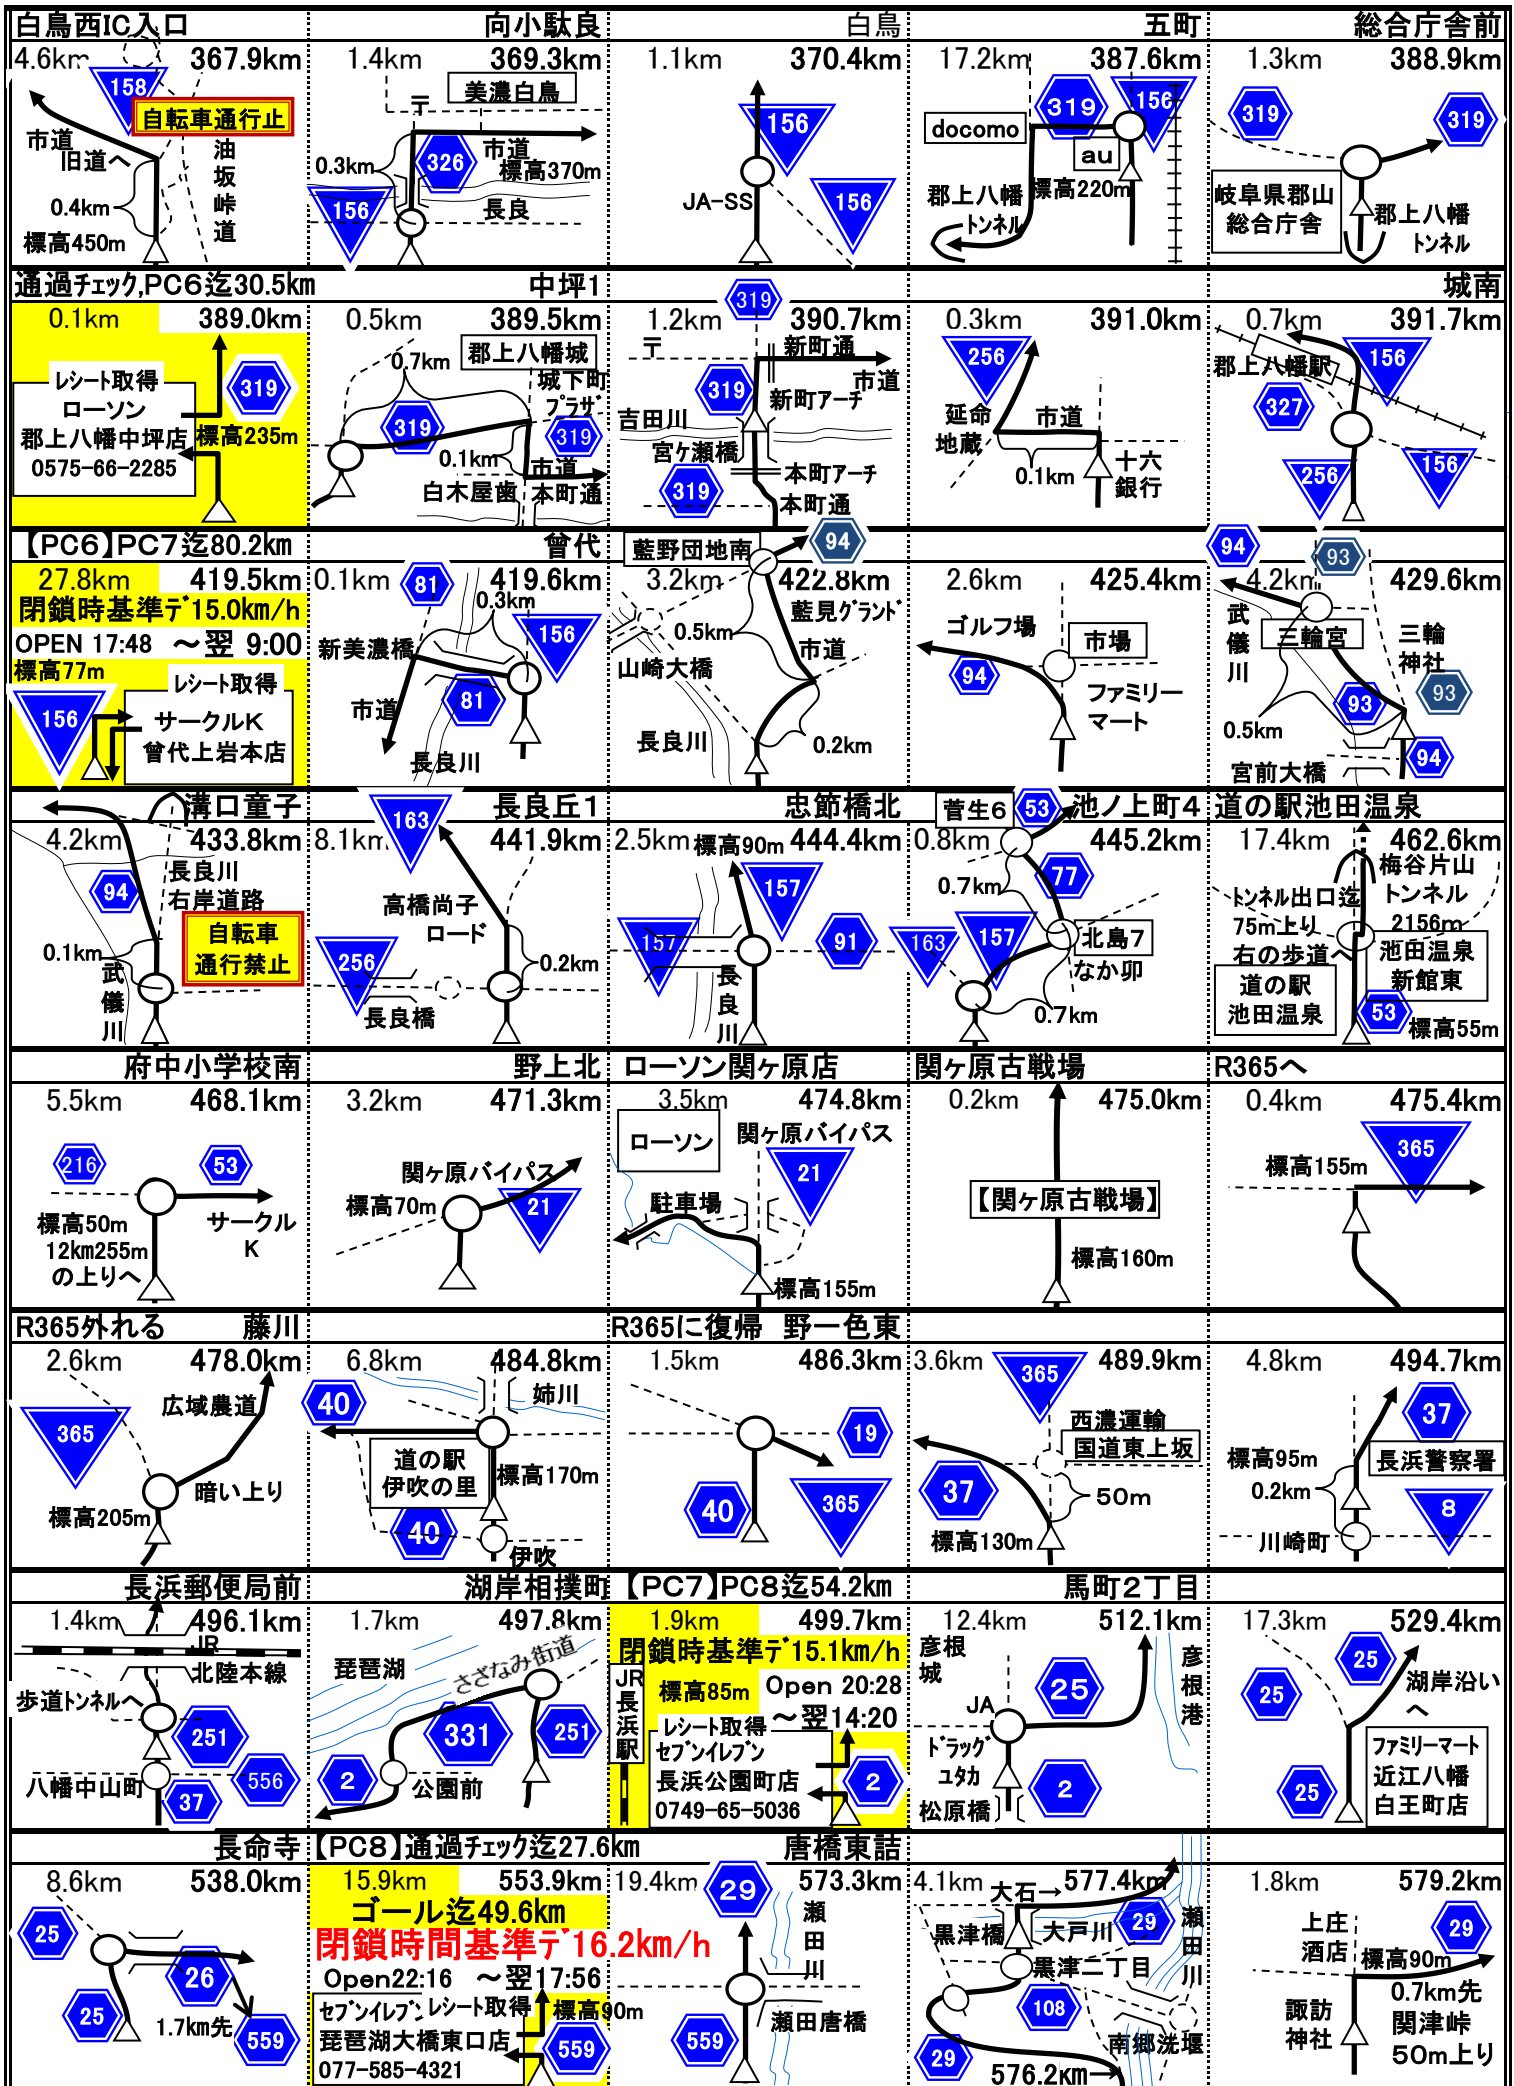 白鳥西IC入口
4.6km 367.9km
158
自転車通行止
市道
旧道へ
油坂峠道
0.4km
標高450m
向小駄良
1.4km 369.3km
〒
美濃白鳥
0.3km
326
市道
標高370m
156
長良
白鳥
1.1km 370.4km
156
JA-SS
156
五町
17.2km 387.6km
319
156
docomo
au
郡上八幡
トンネル
標高220m
総合庁舎前
1.3km 388.9km
319
319
岐阜県郡山
総合庁舎
郡上八幡
トンネル
通過チェック,PC6迄30.5km
0.1km 389.0km
レシート取得
ローソン
郡上八幡中坪店
0575-66-2285
319
標高235m
中坪1
0.5km 389.5km
0.7km
郡上八幡城
城下町
プラザ
319
319
0.1km
市道
白木屋歯
本町通
319
1.2km 390.7km
〒
新町通
市道
319
新町アーチ
吉田川
宮ケ瀬橋
319
本町アーチ
本町通
0.3km 391.0km
256
延命
地蔵
市道
0.1km
十六
銀行
城南
0.7km 391.7km
郡上八幡駅
156
327
256
156
【PC6】PC7迄80.2km
27.8km 419.5km
閉鎖時基準デ15.0km/h
OPEN 17:48 ～翌 9:00
標高77m
レシート取得
156
サークルK
曾代上岩本店
曾代
0.1km 81 419.6km
0.3km
156
新美濃橋
81
市道
長良川
藍野団地南
94
3.2km 422.8km
藍見グランド
0.5km
山崎大橋
市道
長良川
0.2km
2.6km 425.4km
ゴルフ場
市場
94
ファミリー
マート
94
93
4.2km 429.6km
武儀川
三輪宮
三輪
神社
93
93
0.5km
宮前大橋
94
溝口童子
4.2km 433.8km
長良川
右岸道路
94
自転車
通行禁止
0.1km
武儀川
長良丘1
8.1km 163 441.9km
高橋尚子
ロード
256
0.2km
長良橋
忠節橋北
2.5km 444.4km
標高90m
157
157
91
長良川
菅生6
53
池ノ上町4
0.8km 445.2km
0.7km
77
163
157
北島7
なか卯
0.7km
道の駅池田温泉
17.4km 462.6km
梅谷片山
トンネル
2156m
トンネル出口迄
75m上り
右の歩道へ
池田温泉
新館東
道の駅
池田温泉
53
標高55m
府中小学校南
5.5km 468.1km
216
53
標高50m
12km255m
の上りへ
サークル
K
野上北
3.2km 471.3km
関ヶ原バイパス
標高70m
21
ローソン関ヶ原店
3.5km 474.8km
ローソン
関ヶ原バイパス
21
駐車場
標高155m
関ヶ原古戦場
0.2km 475.0km
【関ヶ原古戦場】
標高160m
R365へ
0.4km 475.4km
標高155m
365
R365外れる 藤川
2.6km 478.0km
広域農道
365
暗い上り
標高205m
6.8km 484.8km
40
姉川
道の駅
伊吹の里
標高170m
40
伊吹
R365に復帰 野一色東
1.5km 486.3km
19
40
365
3.6km 489.9km
365
西濃運輸
国道東上坂
37
50m
標高130m
4.8km 494.7km
37
標高95m
長浜警察署
0.2km
8
川崎町
長浜郵便局前
1.4km 496.1km
JR
北陸本線
歩道トンネルへ
251
八幡中山町
37
556
湖岸相撲町
1.7km 497.8km
琵琶湖
さざなみ街道
331
251
2
公園前
【PC7】PC8迄54.2km
1.9km 499.7km
閉鎖時基準デ15.1km/h
JR長浜駅
標高85m
Open 20:28
～翌14:20
レシート取得
セブンイレブン
長浜公園町店
0749-65-5036
2
馬町2丁目
12.4km 512.1km
彦根城
25
彦根港
JA
ドラッグ
ユタカ
2
松原橋
17.3km 529.4km
25
25
湖岸沿い
へ
ファミリーマート
近江八幡
白王町店
25
長命寺
8.6km 538.0km
25
26
25
1.7km先
559
【PC8】通過チェック迄27.6km
15.9km 553.9km
ゴール迄49.6km
閉鎖時間基準デ16.2km/h
Open22:16 ～翌17:56
セブンイレブン レシート取得
琵琶湖大橋東口店
077-585-4321
標高90m
559
唐橋東詰
19.4km 573.3km
29
瀬田川
瀬田唐橋
559
4.1km 577.4km
大石→
黒津橋
大戸川
29
瀬田川
黒津二丁目
108
29
南郷洗堰
576.2Km→
1.8km 579.2km
上庄
酒店
29
標高90m
0.7km先
諏訪
神社
関津峠
50m上り